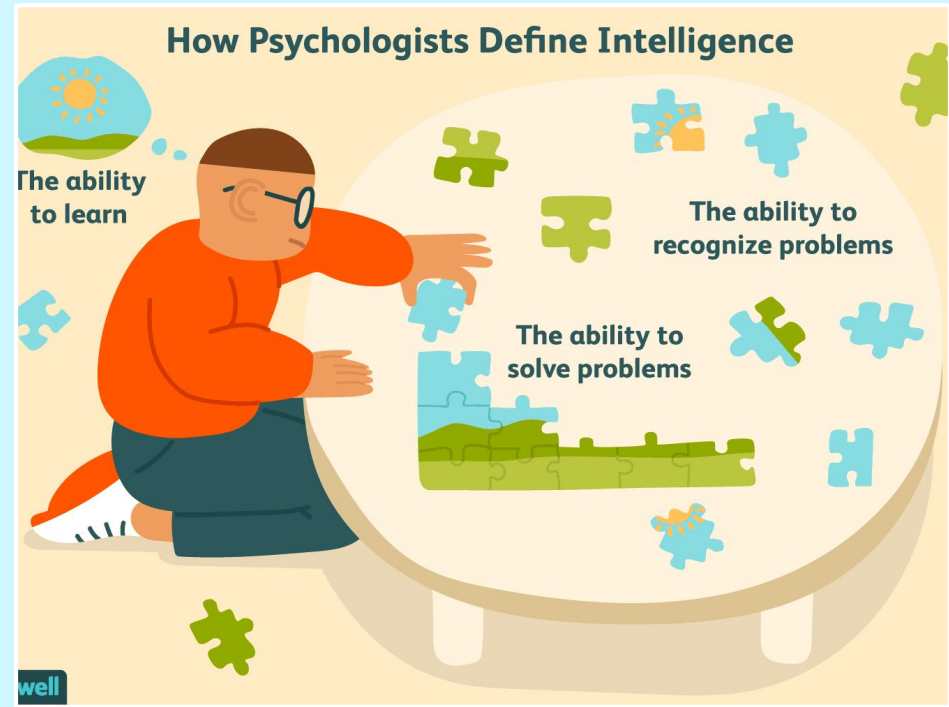 How Psychologists Define Intelligence
The ability
to learn
The ability to
recognize problems
The ability to
solve problems
well